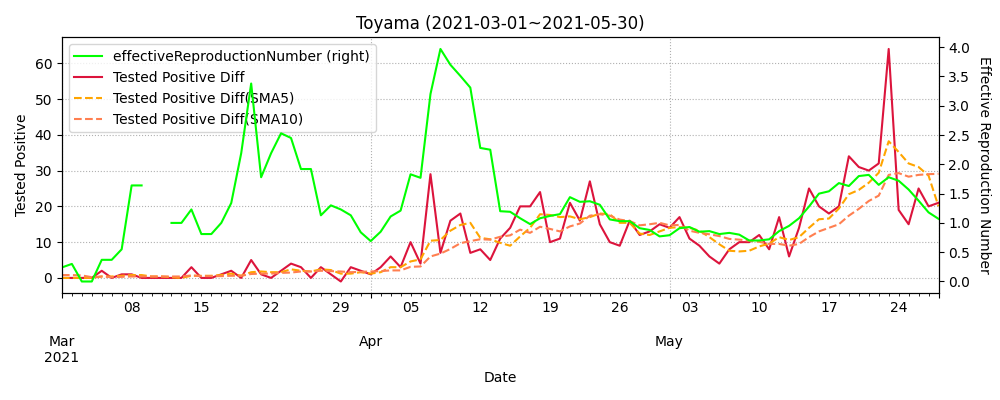 Toyama (2021-03-01~2021-05-30)
effectiveReproductionNumber (right)
Tested Positive Diff
Tested Positive Diff(SMA5)
Tested Positive Diff(SMA10)
Tested Positive
60
50
40
30
20
10
0
4.0
3.5
3.0
2.5
2.0
1.5
1.0
0.5
0.0
Effective Reproduction Number
08 15 22 29 05 12 19 26 03 10 17 24
Mar Apr May
2021
Date